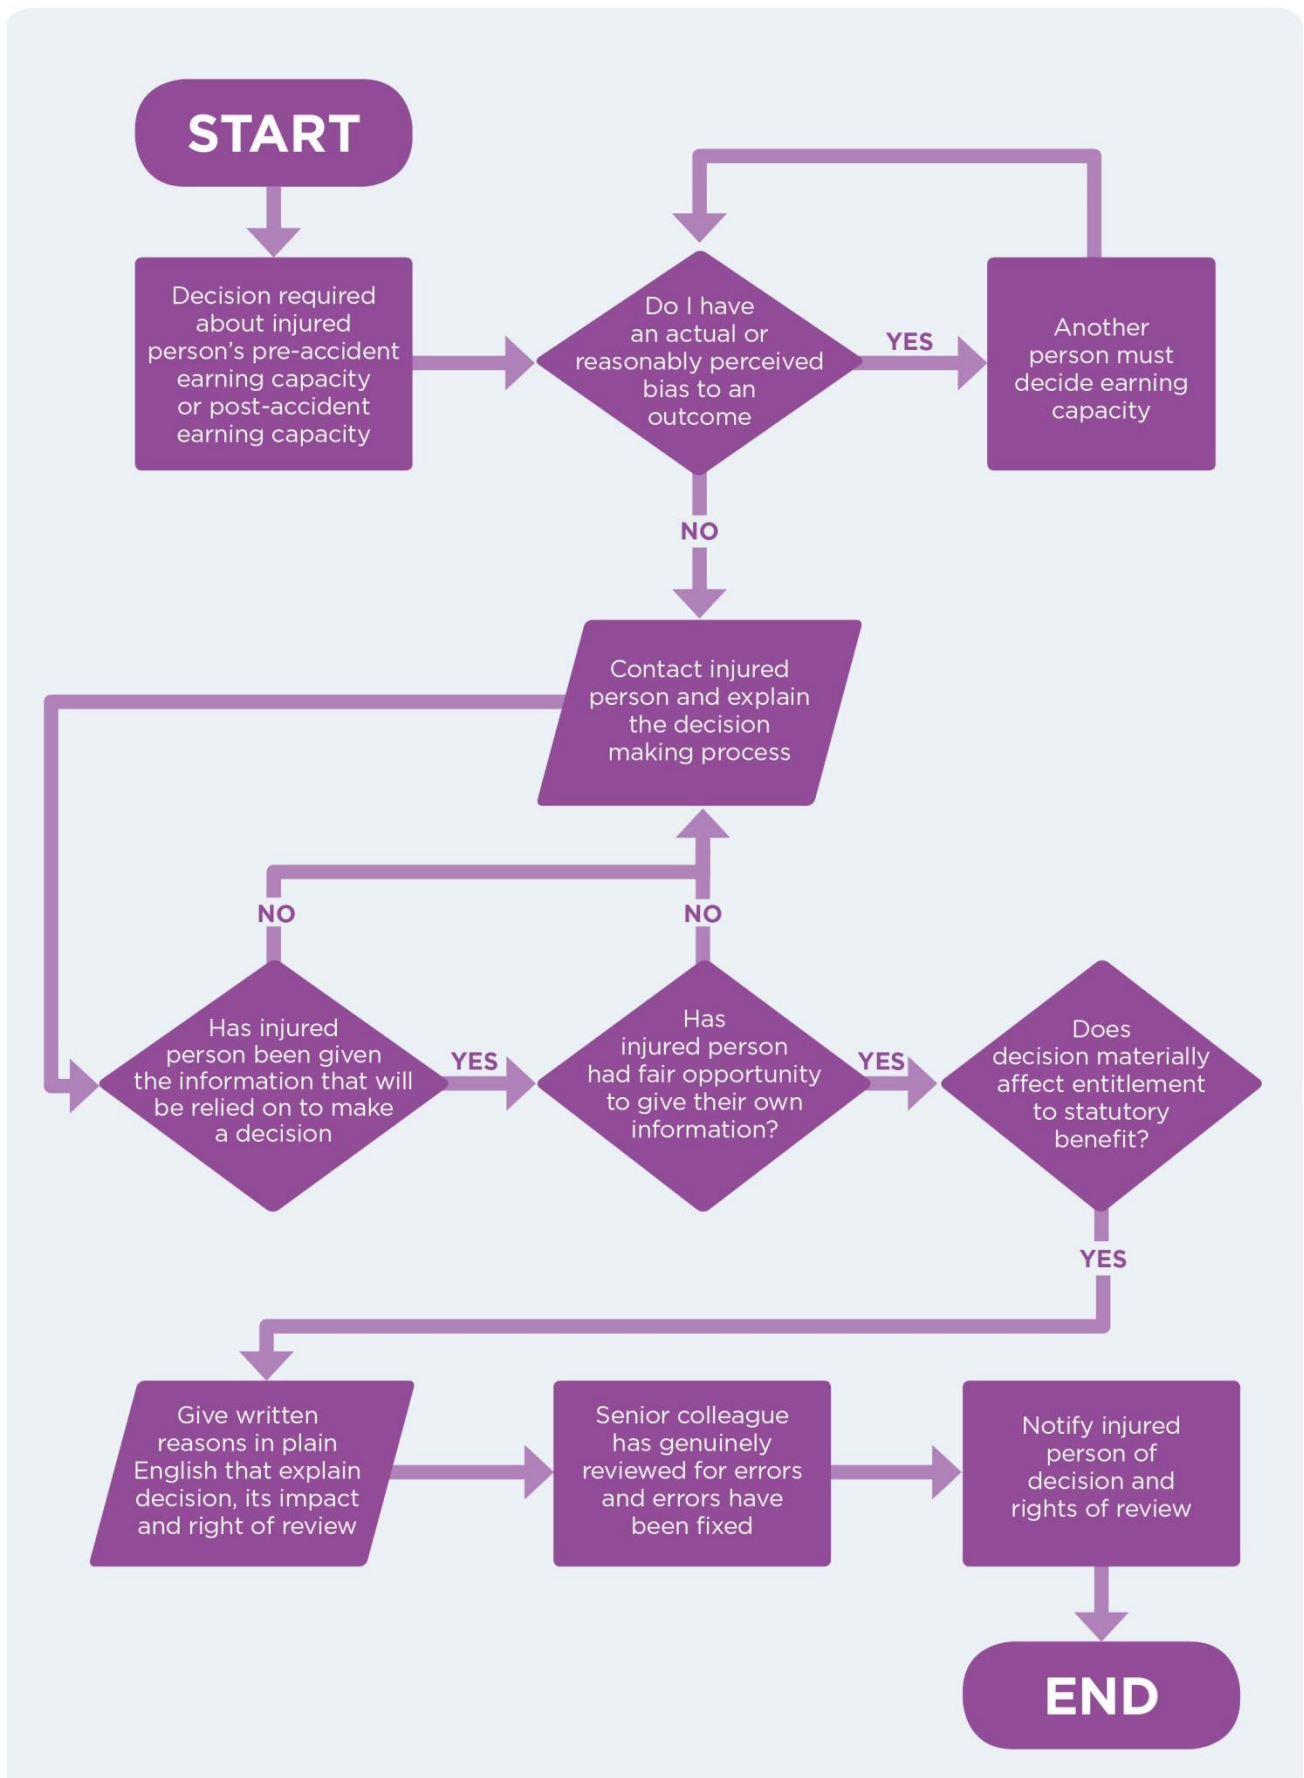 START
Decision required
about injured
person's pre-accident
earning capacity
or post-accident
earning capacity
Do I have
an actual or
reasonably perceived
bias to an
outcome
YES
Another
person must
decide earning
capacity
NO
Contact injured
person and explain
the decision
making process
NO
NO
Has injured
person been given
the information that will
be relied on to make
a decision
YES
Has
injured person
had fair opportunity
to give their own
information?
YES
Does
decision materially
affect entitlement
to statutory
benefit?
YES
Give written
reasons in plain
English that explain
decision, its impact
and right of review
Senior colleague
has genuinely
reviewed for errors
and errors have
been fixed
Notify injured
person of
decision and
rights of review
END